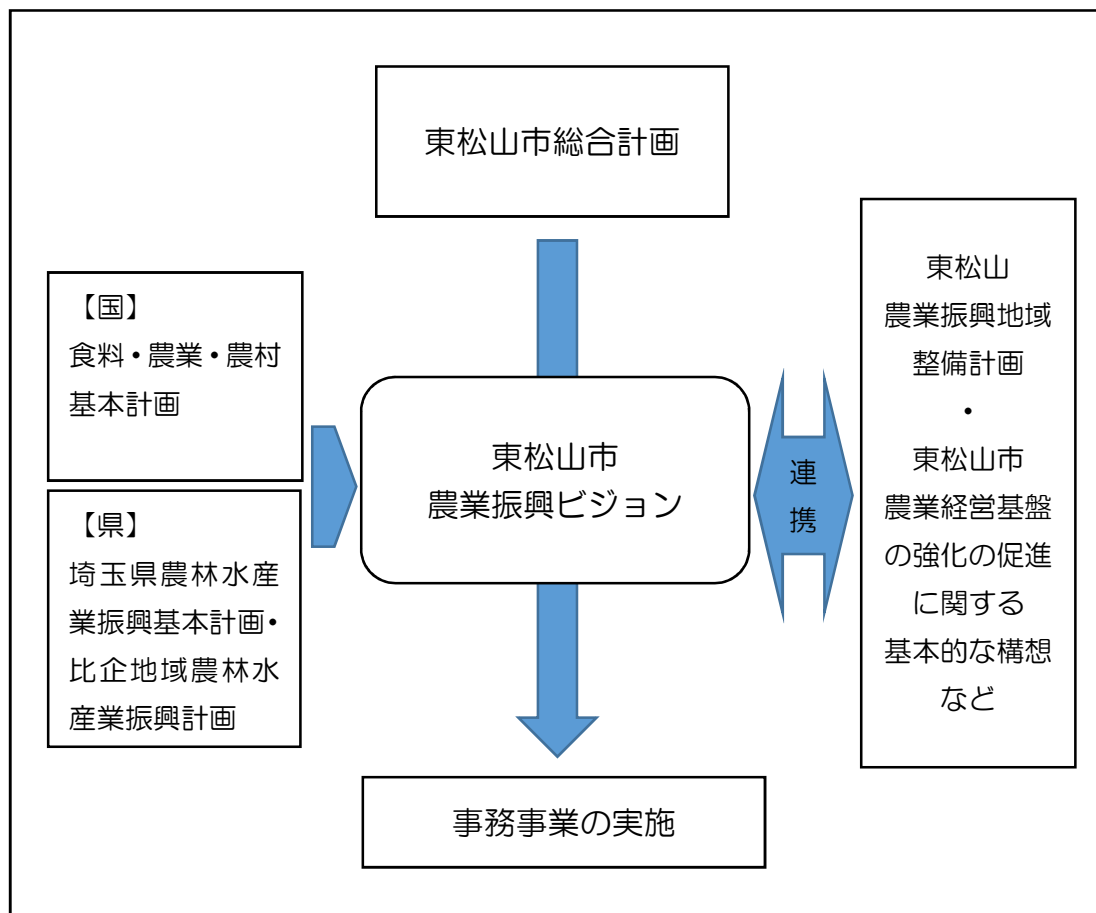 東松山市総合計画
【国】
食料・農業・農村
基本計画
【県】
埼玉県農林水産
業振興基本計画・
比企地域農林水
産業振興計画
東松山市
農業振興ビジョン
連
携
東松山
農業振興地域
整備計画
・
東松山市
農業経営基盤
の強化の促進
に関する
基本的な構想
など
事務事業の実施